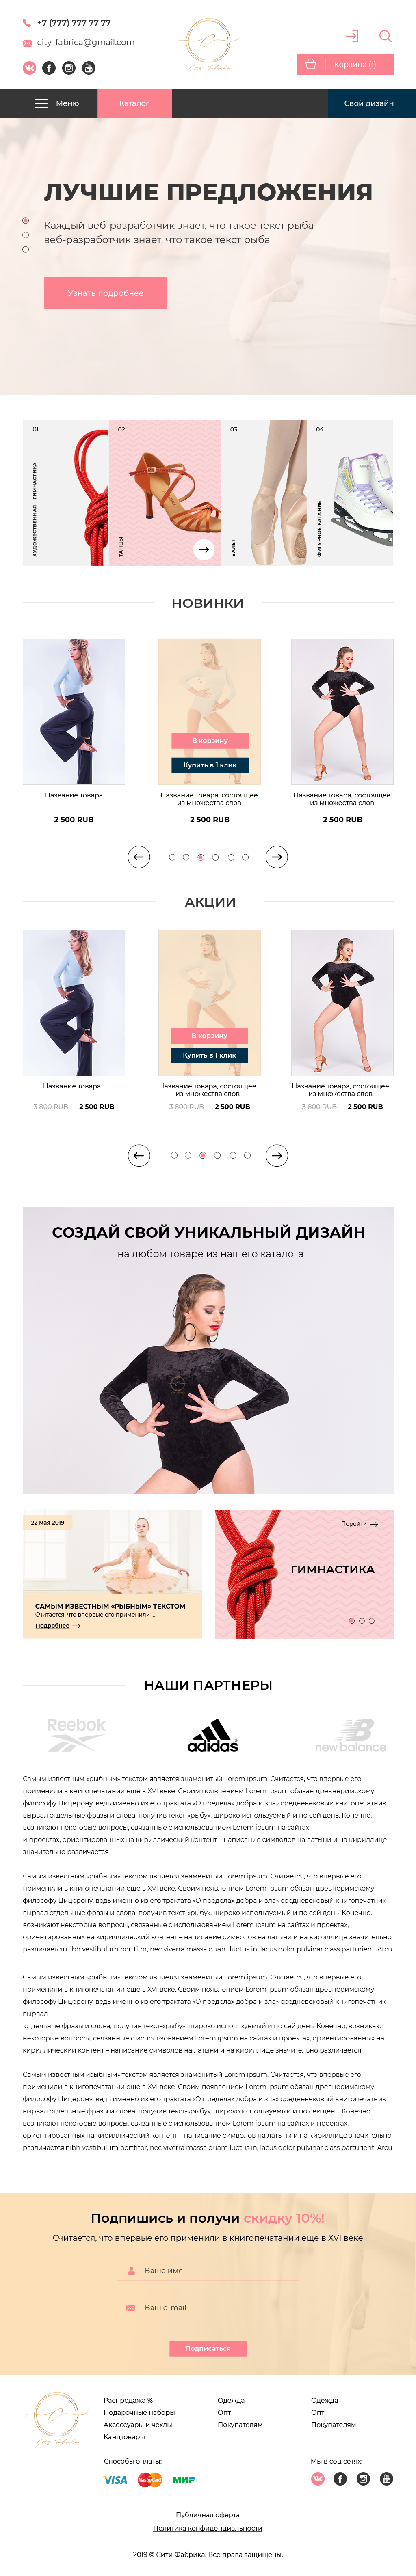 +7 (777) 777 77 77
city_fabrica@gmail.com
City Fabrika
Корзина (1)
Меню
Каталог
Свой дизайн
ЛУЧШИЕ ПРЕДЛОЖЕНИЯ
Каждый веб-разработчик знает, что такое текст рыба
веб-разработчик знает, что такое текст рыба
Узнать подробнее
01
ХУДОЖЕСТВЕННАЯ ГИМНАСТИКА
02
ТАНЦЫ
03
БАЛЕТ
04
ФИГУРНОЕ КАТАНИЕ
НОВИНКИ
В корзину
Купить в 1 клик
Название товара
Название товара, состоящее
из множества слов
Название товара, состоящее
из множества слов
2 500 RUB
2 500 RUB
2 500 RUB
АКЦИИ
В корзину
Купить в 1 клик
Название товара
Название товара, состоящее
из множества слов
Название товара, состоящее
из множества слов
3 800 RUB 2 500 RUB
3 800 RUB 2 500 RUB
3 800 RUB 2 500 RUB
СОЗДАЙ СВОЙ УНИКАЛЬНЫЙ ДИЗАЙН
на любом товаре из нашего каталога
22 мая 2019
САМЫМ ИЗВЕСТНЫМ «РЫБНЫМ» ТЕКСТОМ
Считается, что впервые его применили ...
Подробнее
Перейти
ГИМНАСТИКА
НАШИ ПАРТНЕРЫ
Reebok
adidas
new balance
Самым известным «рыбным» текстом является знаменитый Lorem ipsum. Считается, что впервые его
применили в книгопечатании еще в XVI веке. Своим появлением Lorem ipsum обязан древнеримскому
философу Цицерону, ведь именно из его трактата «О пределах добра и зла» средневековый книгопечатник
вырвал отдельные фразы и слова, получив текст-«рыбу», широко используемый и по сей день. Конечно,
возникают некоторые вопросы, связанные с использованием Lorem ipsum на сайтах
и проектах, ориентированных на кириллический контент – написание символов на латыни и на кириллице
значительно различается.
Самым известным «рыбным» текстом является знаменитый Lorem ipsum. Считается, что впервые его
применили в книгопечатании еще в XVI веке. Своим появлением Lorem ipsum обязан древнеримскому
философу Цицерону, ведь именно из его трактата «О пределах добра и зла» средневековый книгопечатник
вырвал отдельные фразы и слова, получив текст-«рыбу», широко используемый и по сей день. Конечно,
возникают некоторые вопросы, связанные с использованием Lorem ipsum на сайтах и проектах,
ориентированных на кириллический контент – написание символов на латыни и на кириллице значительно
различается.nibh vestibulum porttitor, nec viverra massa quam luctus in, lacus dolor pulvinar class parturient. Arcu
Самым известным «рыбным» текстом является знаменитый Lorem ipsum. Считается, что впервые его
применили в книгопечатании еще в XVI веке. Своим появлением Lorem ipsum обязан древнеримскому
философу Цицерону, ведь именно из его трактата «О пределах добра и зла» средневековый книгопечатник
вырвал
отдельные фразы и слова, получив текст-«рыбу», широко используемый и по сей день. Конечно, возникают
некоторые вопросы, связанные с использованием Lorem ipsum на сайтах и проектах, ориентированных на
кириллический контент – написание символов на латыни и на кириллице значительно различается.
Самым известным «рыбным» текстом является знаменитый Lorem ipsum. Считается, что впервые его
применили в книгопечатании еще в XVI веке. Своим появлением Lorem ipsum обязан древнеримскому
философу Цицерону, ведь именно из его трактата «О пределах добра и зла» средневековый книгопечатник
вырвал отдельные фразы и слова, получив текст-«рыбу», широко используемый и по сей день. Конечно,
возникают некоторые вопросы, связанные с использованием Lorem ipsum на сайтах и проектах,
ориентированных на кириллический контент – написание символов на латыни и на кириллице значительно
различается.nibh vestibulum porttitor, nec viverra massa quam luctus in, lacus dolor pulvinar class parturient. Arcu
Подпишись и получи скидку 10%!
Считается, что впервые его применили в книгопечатании еще в XVI веке
Ваше имя
Ваш e-mail
Подписаться
City Fabrika
Распродажа %
Подарочные наборы
Аксессуары и чехлы
Канцтовары
Одежда
Опт
Покупателям
Одежда
Опт
Покупателям
Способы оплаты:
VISA MasterCard МИР
Мы в соц сетях:
Публичная оферта
Политика конфиденциальности
2019 © Сити Фабрика. Все права защищены.